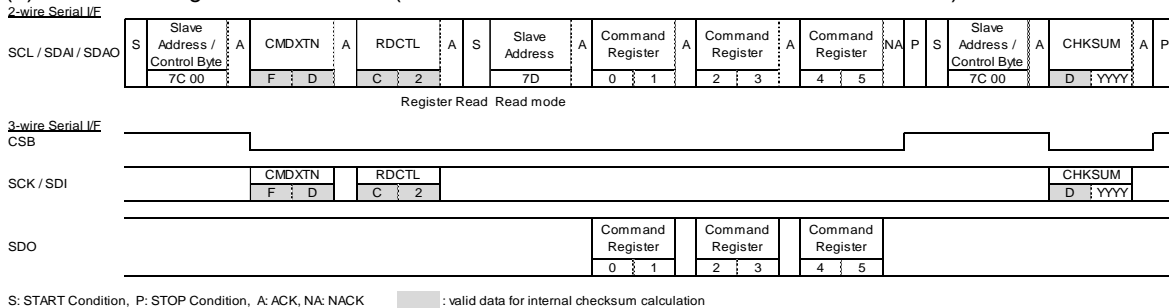 2-wire Serial I/F
SCL / SDAI / SDAO
S
Slave
Address /
Control Byte
7C 00
A
CMDXTN
F D
A
RDCTL
C 2
A
S
Slave
Address
7D
A
Command
Register
0 1
A
Command
Register
2 3
A
Command
Register
4 5
NA
P
S
Slave
Address /
Control Byte
7C 00
A
CHKSUM
D YYYY
A
P
Register Read Read mode
3-wire Serial I/F
CSB
SCK / SDI
CMDXTN
F D
RDCTL
C 2
CHKSUM
D YYYY
SDO
Command
Register
0 1
Command
Register
2 3
Command
Register
4 5
S: START Condition, P: STOP Condition, A: ACK, NA: NACK
: valid data for internal checksum calculation